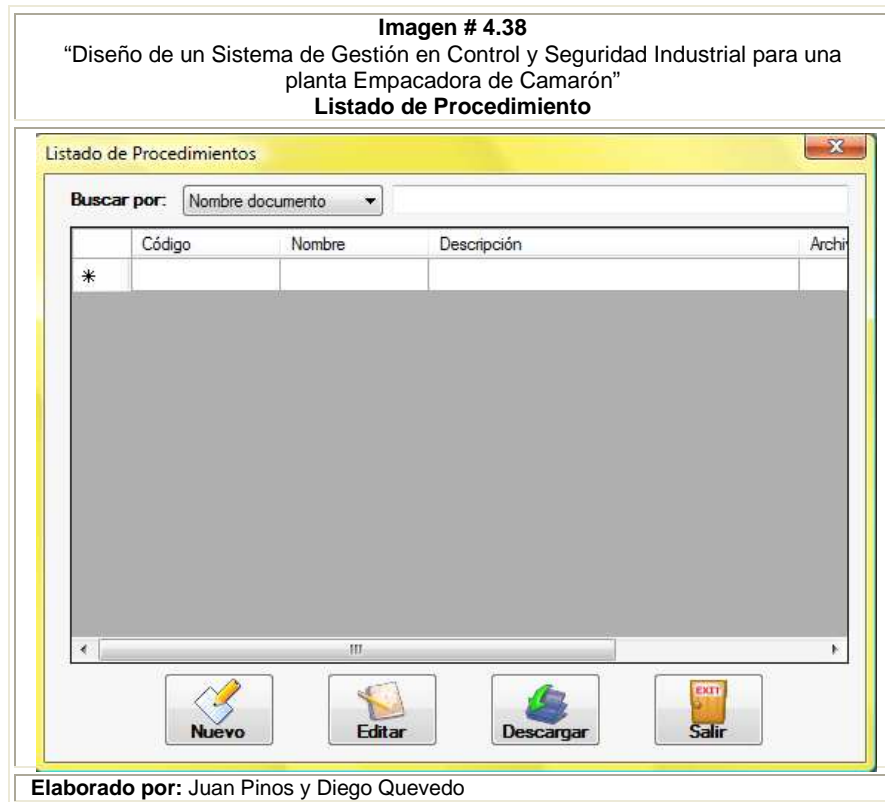 Imagen # 4.38
“Diseño de un Sistema de Gestión en Control y Seguridad Industrial para una
planta Empacadora de Camarón”
Listado de Procedimiento
Listado de Procedimientos
Buscar por: Nombre documento
Código Nombre Descripción Archiv
Nuevo Editar Descargar EXIT Salir
Elaborado por: Juan Pinos y Diego Quevedo